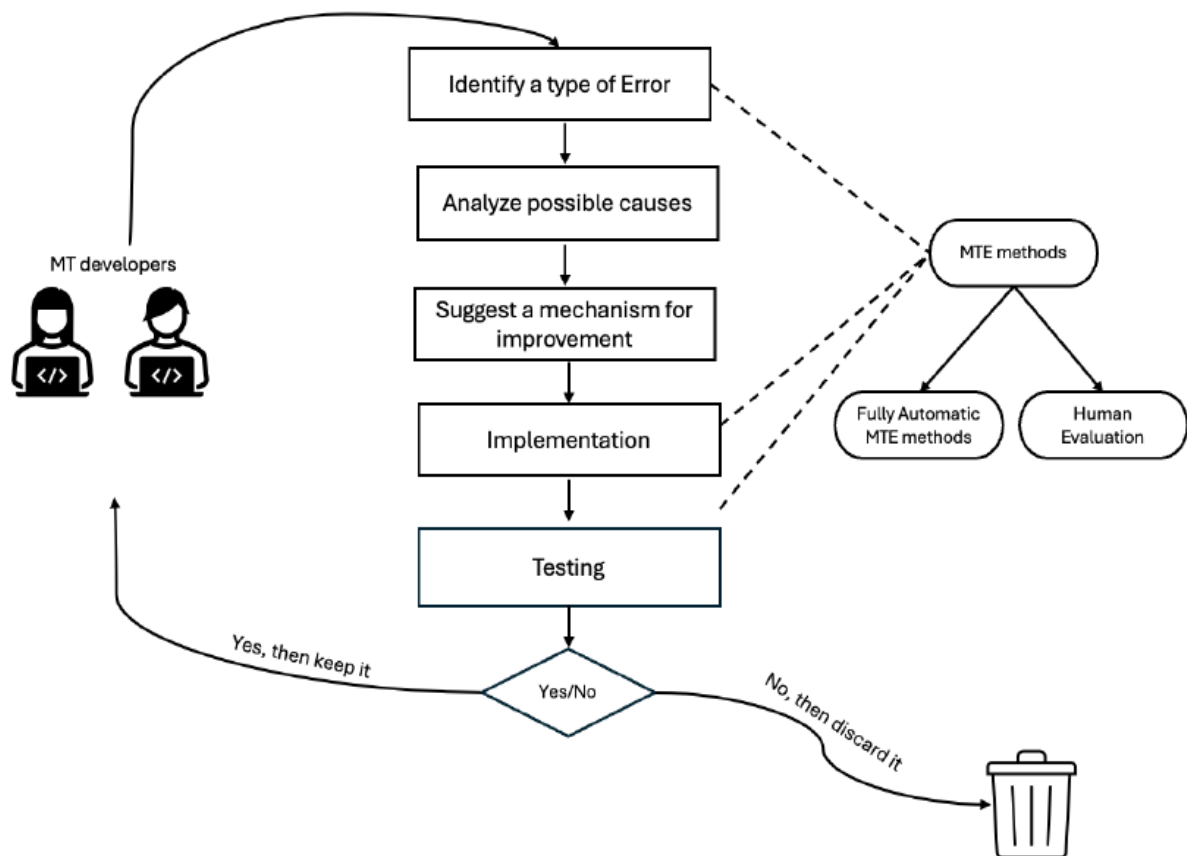 Identify a type of Error
Analyze possible causes
MT developers
MTE methods
</>
</>
Suggest a mechanism for
improvement
Fully Automatic
MTE methods
Human
Evaluation
Implementation
Testing
Yes, then keep it
Yes/No
No, then discard it